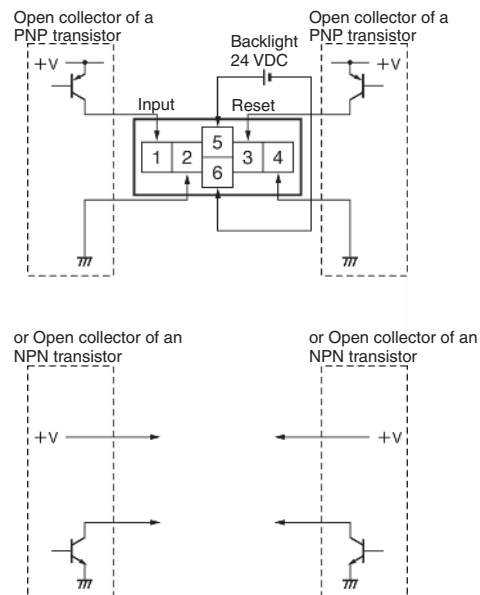 Open collector of a
PNP transistor
Open collector of a
PNP transistor
Backlight
24 VDC
+V
+V
Input
Reset
5
1 2
3 4
6
or Open collector of an
NPN transistor
or Open collector of an
NPN transistor
+V
+V